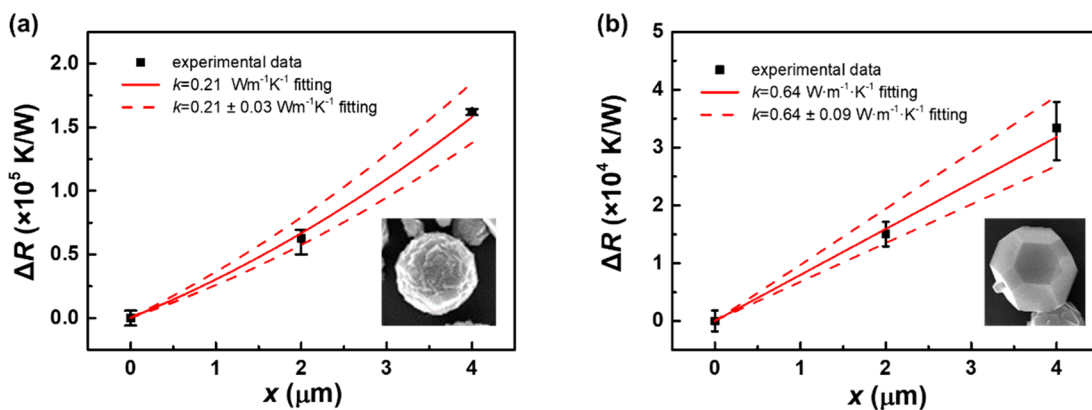 (a)
2.0
1.5
1.0
0.5
0.0
ΔR (×10⁵ K/W)
experimental data
k=0.21 Wm⁻¹K⁻¹ fitting
k=0.21 ± 0.03 Wm⁻¹K⁻¹ fitting
0 1 2 3 4
x (μm)
(b)
5
4
3
2
1
0
ΔR (×10⁴ K/W)
experimental data
k=0.64 W·m⁻¹·K⁻¹ fitting
k=0.64 ± 0.09 W·m⁻¹·K⁻¹ fitting
0 1 2 3 4
x (μm)